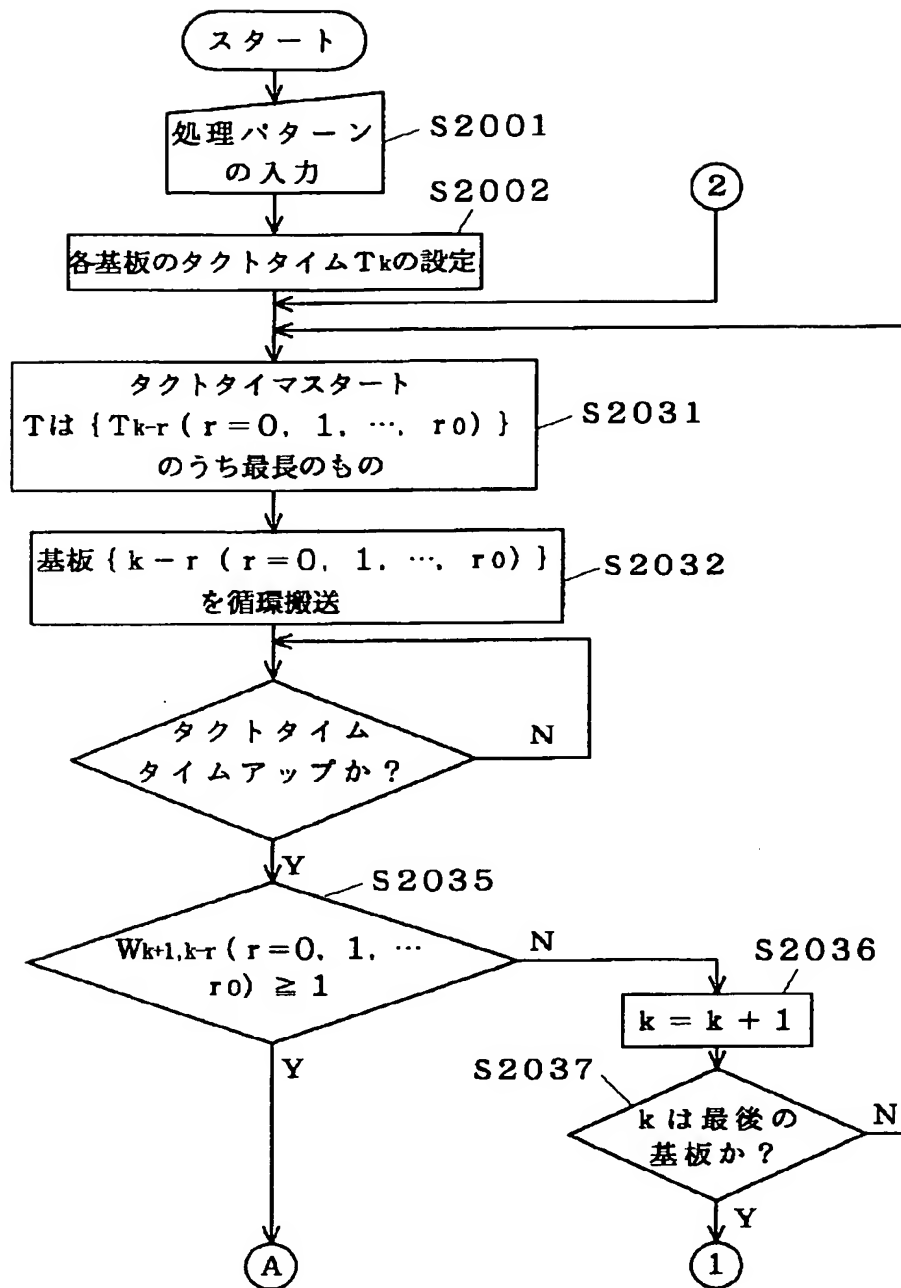 スタート
処理パターン
の入力
S2001
S2002
2
各基板のタクトタイムTkの設定
タクトタイマスタート
Tは{Tk-r(r=0, 1, …, r0)}
のうち最長のもの
S2031
基板{k-r (r=0, 1, …, r0)}
を循環搬送
S2032
タクトタイム
タイムアップか?
N
Y
S2035
Wk+1,k-r(r=0, 1, …
r0)≧1
N
Y
S2036
k=k+1
S2037
kは最後の
基板か?
N
Y
A
1